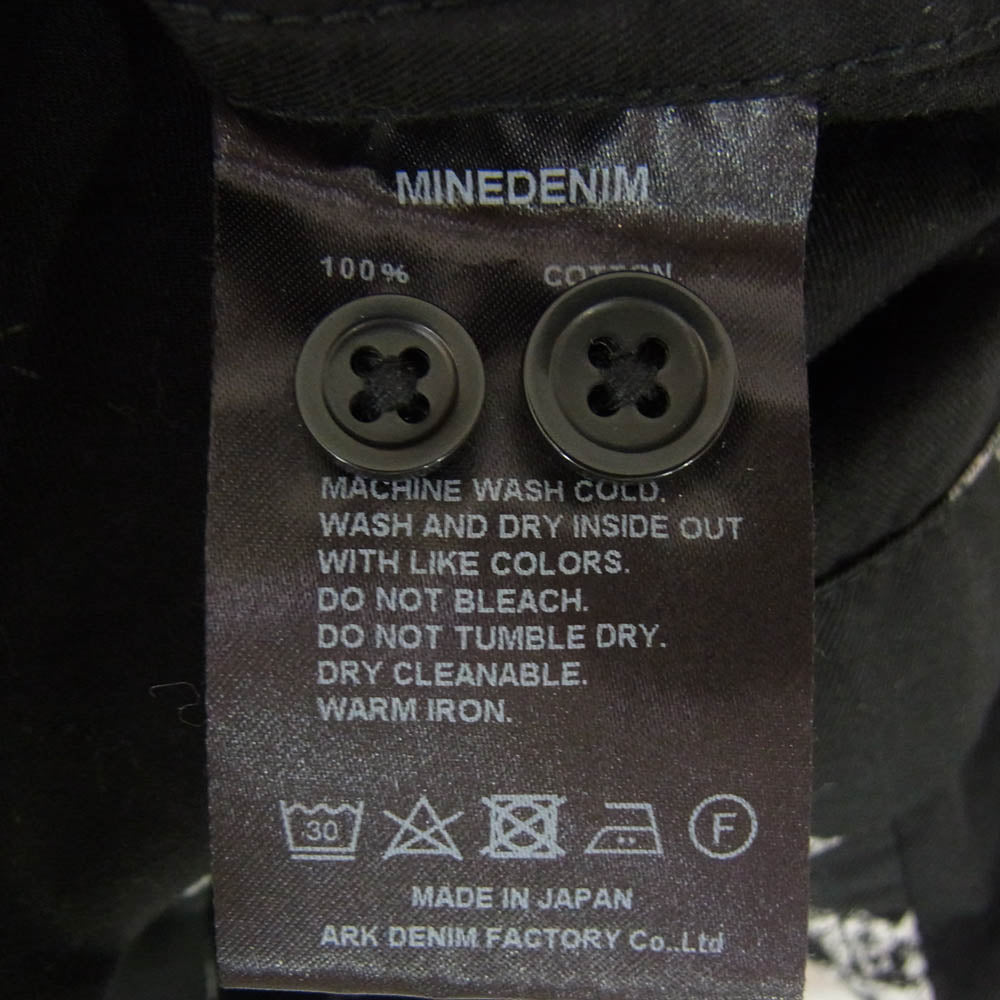 MINEDENIM
100% COTTON
MACHINE WASH COLD.
WASH AND DRY INSIDE OUT
WITH LIKE COLORS.
DO NOT BLEACH.
DO NOT TUMBLE DRY.
DRY CLEANABLE.
WARM IRON.
30 F
MADE IN JAPAN
ARK DENIM FACTORY Co.,Ltd